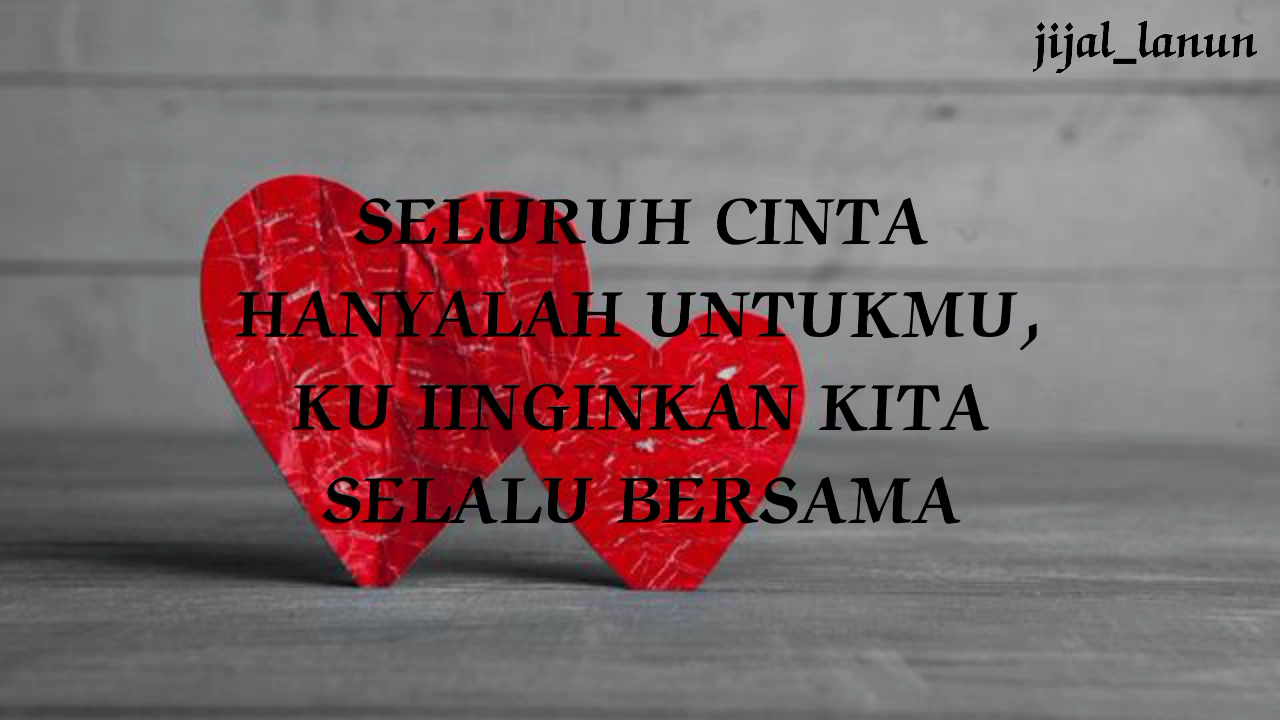 jijal_lanun
SELURUH CINTA
HANYALAH UNTUKMU,
KU IINGINKAN KITA
SELALU BERSAMA